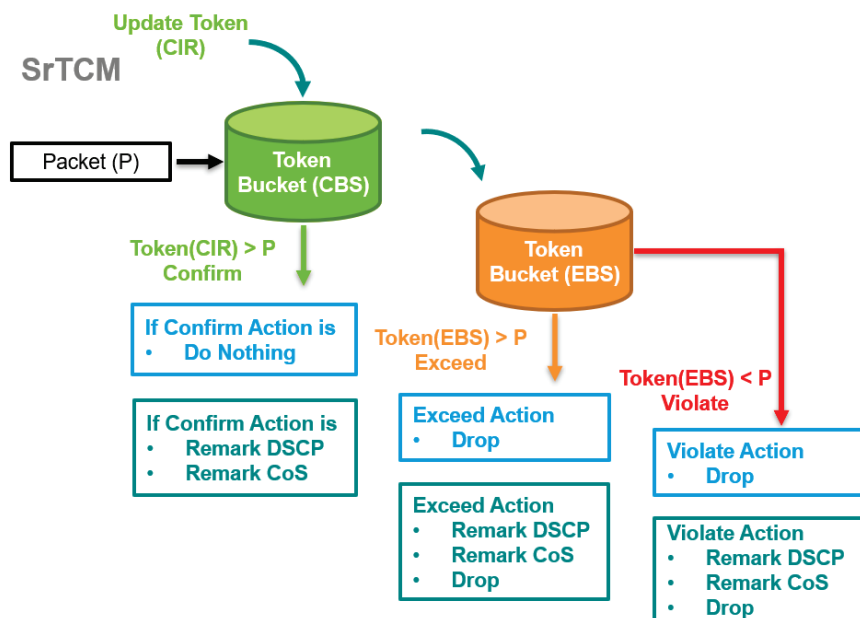 Update Token
(CIR)
SrTCM
Packet (P)
Token
Bucket (CBS)
Token
Bucket (EBS)
Token(CIR) > P
Confirm
If Confirm Action is
• Do Nothing
If Confirm Action is
• Remark DSCP
• Remark CoS
Token(EBS) > P
Exceed
Exceed Action
• Drop
Exceed Action
• Remark DSCP
• Remark CoS
• Drop
Token(EBS) < P
Violate
Violate Action
• Drop
Violate Action
• Remark DSCP
• Remark CoS
• Drop